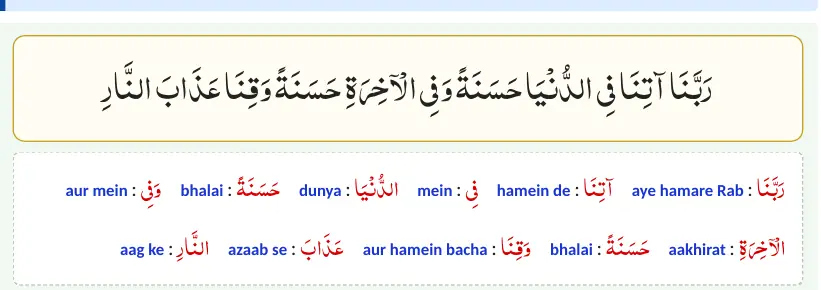 رَبَّنَا آتِنَا فِي الدُّنْيَا حَسَنَةً وَفِي الْآخِرَةِ حَسَنَةً وَقِنَا عَذَابَ النَّارِ
رَبَّنَا : aye hamare Rab آتِنَا : hamein de فِي : mein الدُّنْيَا : dunya حَسَنَةً : bhalai وَفِي : aur mein
الْآخِرَةِ : aakhirat حَسَنَةً : bhalai وَقِنَا : aur hamein bacha عَذَابَ : azaab se النَّارِ : aag ke